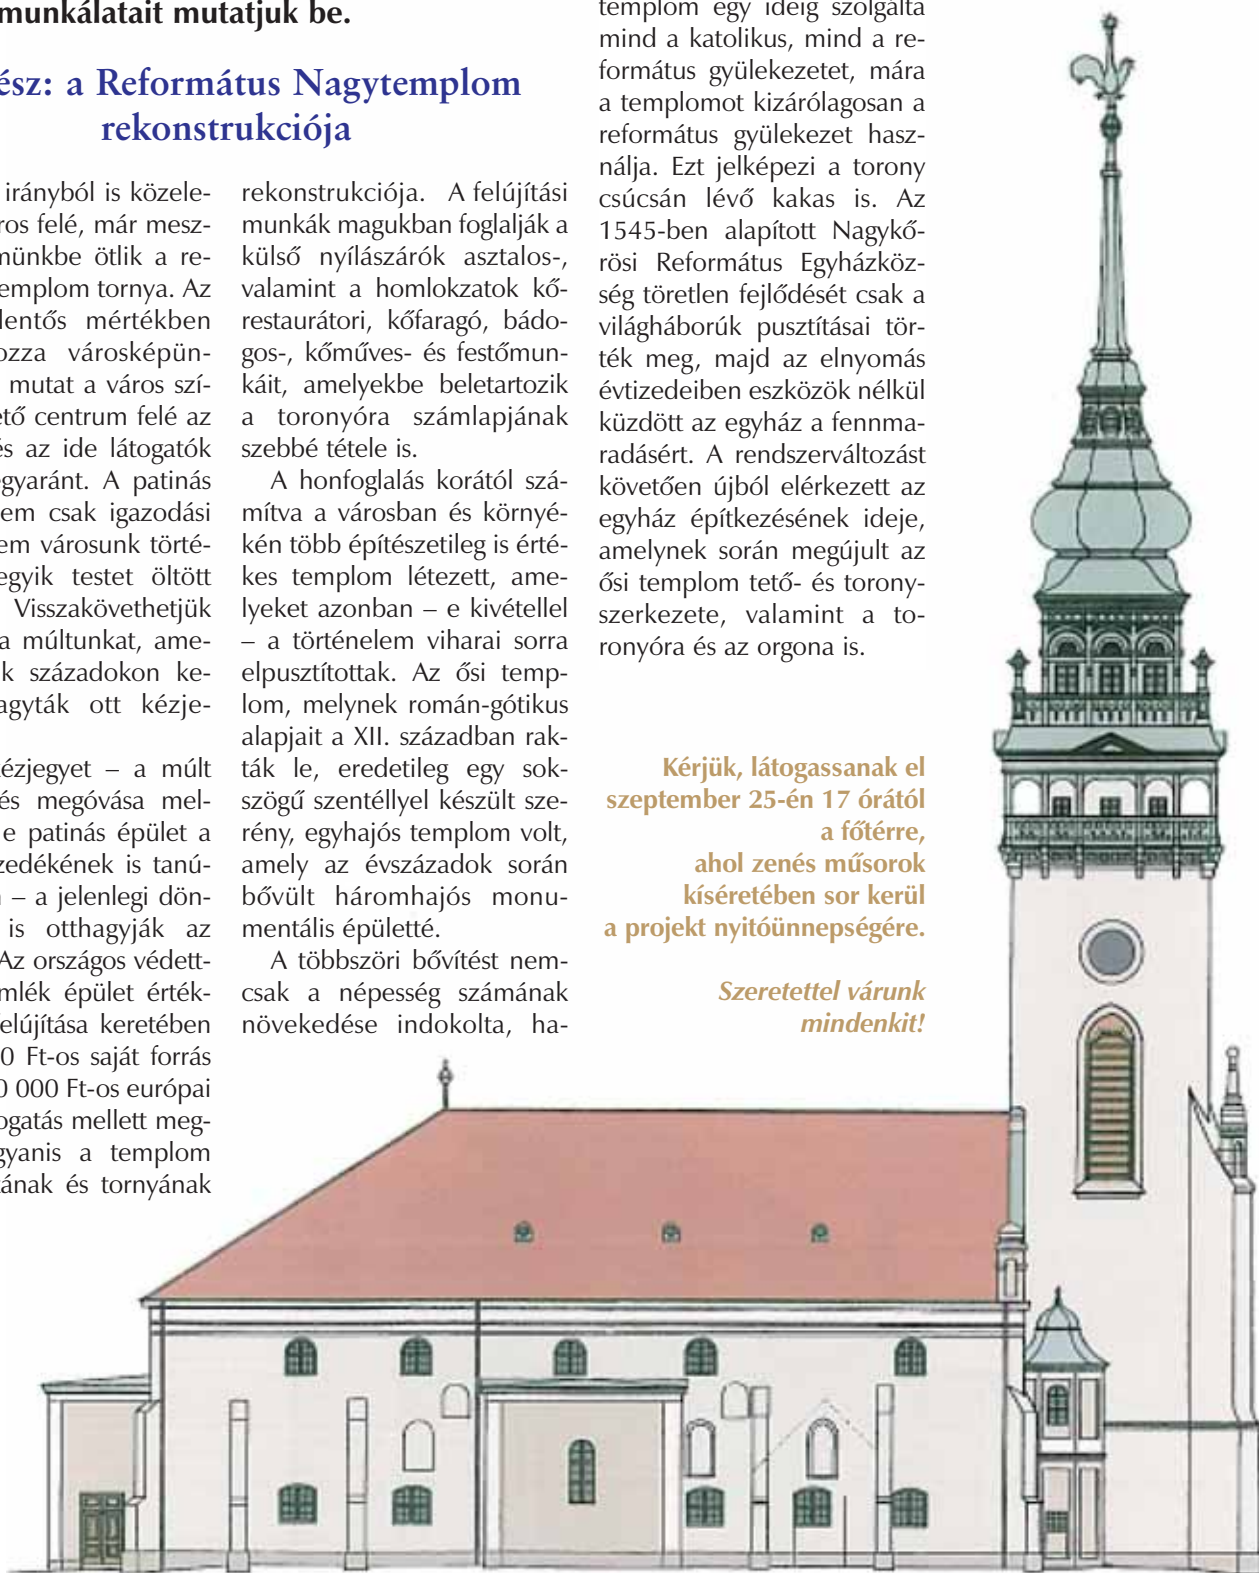 munkálatait mutatjuk be.
ész: a Református Nagytemplom
rekonstrukciója
irányból is közele-
ros felé, már mesz-
münkbe ötlik a re-
templom tornya. Az
lentős mértékben
ozza városképün-
mutat a város szí-
ető centrum felé az
és az ide látogatók
gyaránt. A patinás
em csak igazodási
em városunk törté-
egyik testet öltött
Visszakövethetjük
a múltunkat, ame-
k századokon ke-
agyták ott kézje-
ézjegyet – a múlt
és megóvása mel-
e patinás épület a
zedékének is tanú-
– a jelenlegi dön-
is otthagyják az
Az országos védett-
mlék épület érték-
elújítása keretében
0 Ft-os saját forrás
0 000 Ft-os európai
ogatás mellett meg-
gyanis a templom
ának és tornyának
rekonstrukciója. A felújítási
munkák magukban foglalják a
külső nyílászárók asztalos-,
valamint a homlokzatok kő-
restaurátori, kőfaragó, bádo-
gos-, kőműves- és festőmun-
káit, amelyekbe beletartozik
a toronyóra számlapjának
szebbé tétele is.
A honfoglalás korától szá-
mítva a városban és környé-
kén több építészetileg is érté-
kes templom létezett, ame-
lyeket azonban – e kivétellel
– a történelem viharai sorra
elpusztítottak. Az ősi temp-
lom, melynek román-gótikus
alapjait a XII. században rak-
ták le, eredetileg egy sok-
szögű szentéllyel készült sze-
rény, egyhajós templom volt,
amely az évszázadok során
bővült háromhajós monu-
mentális épületté.
A többszöri bővítést nem-
csak a népesség számának
növekedése indokolta, ha-
templom egy ideig szolgálta
mind a katolikus, mind a re-
formátus gyülekezetet, mára
a templomot kizárólagosan a
református gyülekezet hasz-
nálja. Ezt jelképezi a torony
csúcsán lévő kakas is. Az
1545-ben alapított Nagykő-
rösi Református Egyházköz-
ség töretlen fejlődését csak a
világháborúk pusztításai tör-
ték meg, majd az elnyomás
évtizedeiben eszközök nélkül
küzdött az egyház a fennma-
radásért. A rendszerváltozást
követően újból elérkezett az
egyház építkezésének ideje,
amelynek során megújult az
ősi templom tető- és torony-
szerkezete, valamint a to-
ronyóra és az orgona is.
Kérjük, látogassanak el
szeptember 25-én 17 órától
a főtérre,
ahol zenés műsorok
kíséretében sor kerül
a projekt nyitóünnepségére.
Szeretettel várunk
mindenkit!